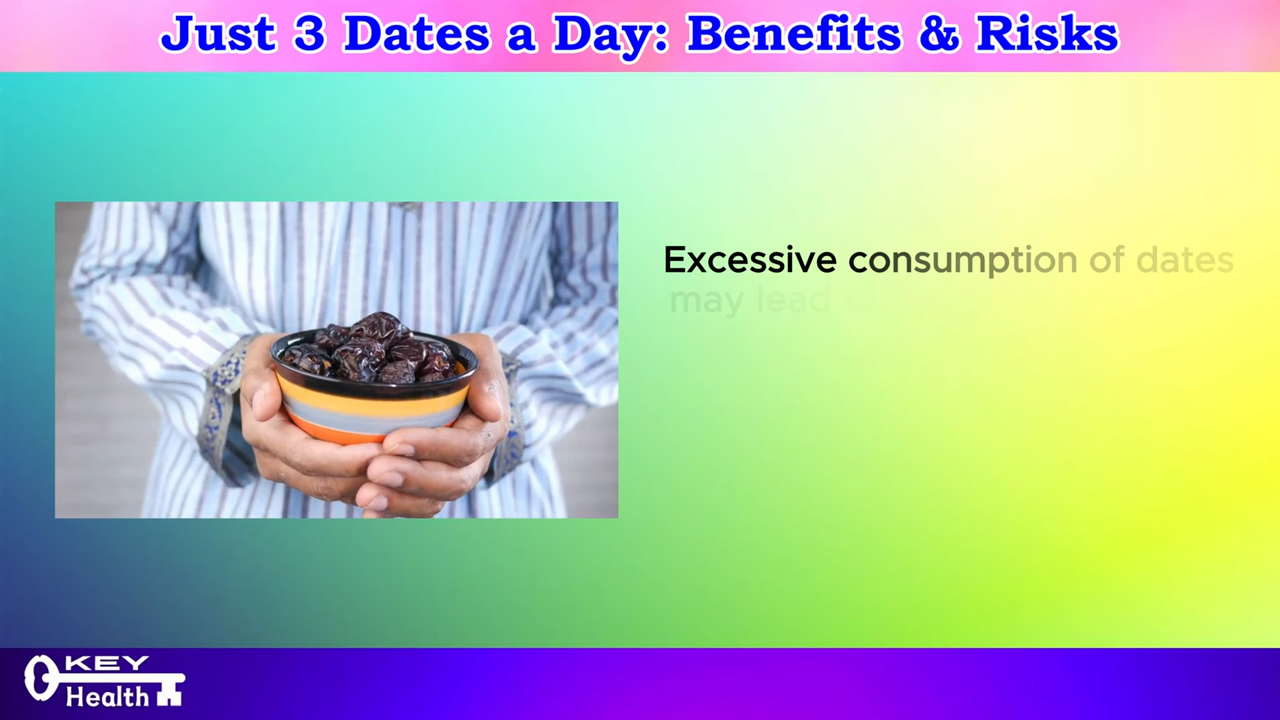 Just 3 Dates a Day: Benefits & Risks
Excessive consumption of dates
may lead
KEY
Health